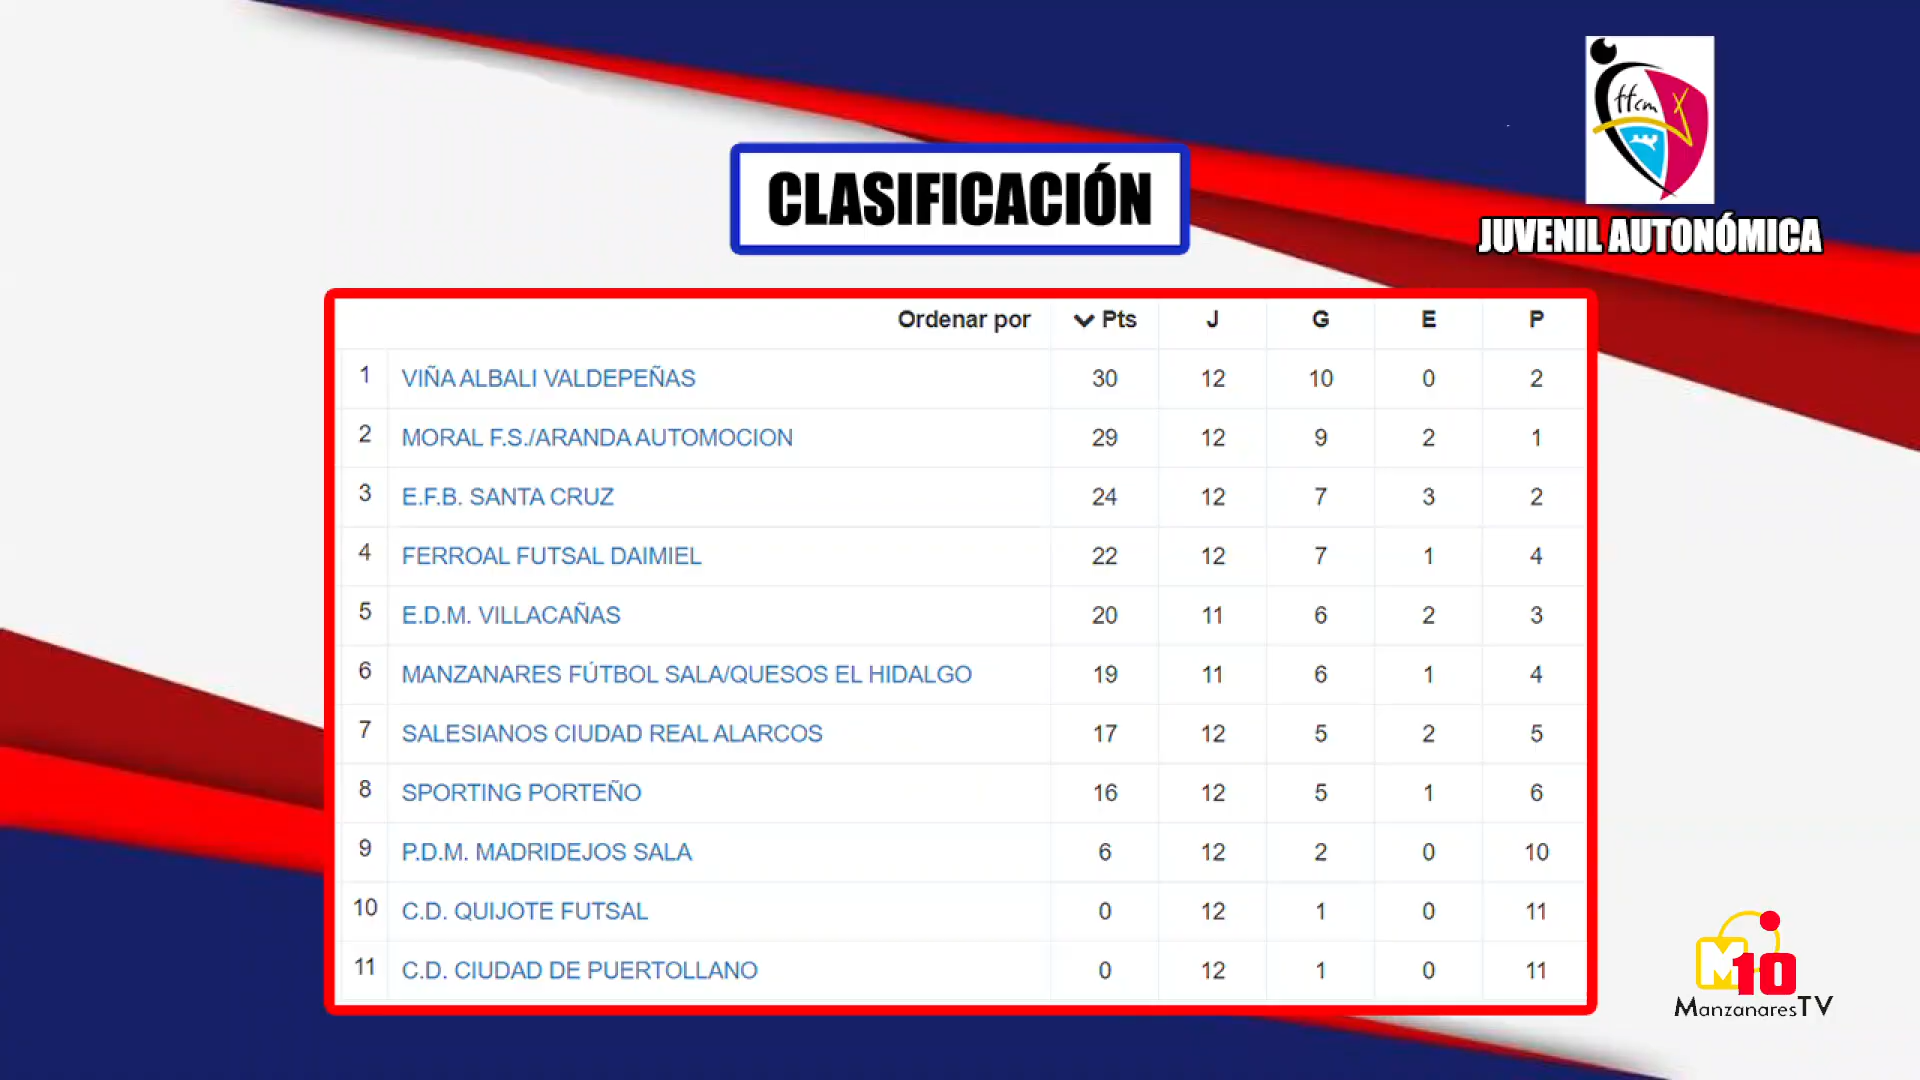 ffcm
CLASIFICACIÓN
JUVENIL AUTONÓMICA
Ordenar por Pts J G E P
1 VIÑA ALBALI VALDEPEÑAS 30 12 10 0 2
2 MORAL F.S./ARANDA AUTOMOCION 29 12 9 2 1
3 E.F.B. SANTA CRUZ 24 12 7 3 2
4 FERROAL FUTSAL DAIMIEL 22 12 7 1 4
5 E.D.M. VILLACAÑAS 20 11 6 2 3
6 MANZANARES FÚTBOL SALA/QUESOS EL HIDALGO 19 11 6 1 4
7 SALESIANOS CIUDAD REAL ALARCOS 17 12 5 2 5
8 SPORTING PORTEÑO 16 12 5 1 6
9 P.D.M. MADRIDEJOS SALA 6 12 2 0 10
10 C.D. QUIJOTE FUTSAL 0 12 1 0 11
11 C.D. CIUDAD DE PUERTOLLANO 0 12 1 0 11
M10
ManzanaresTV